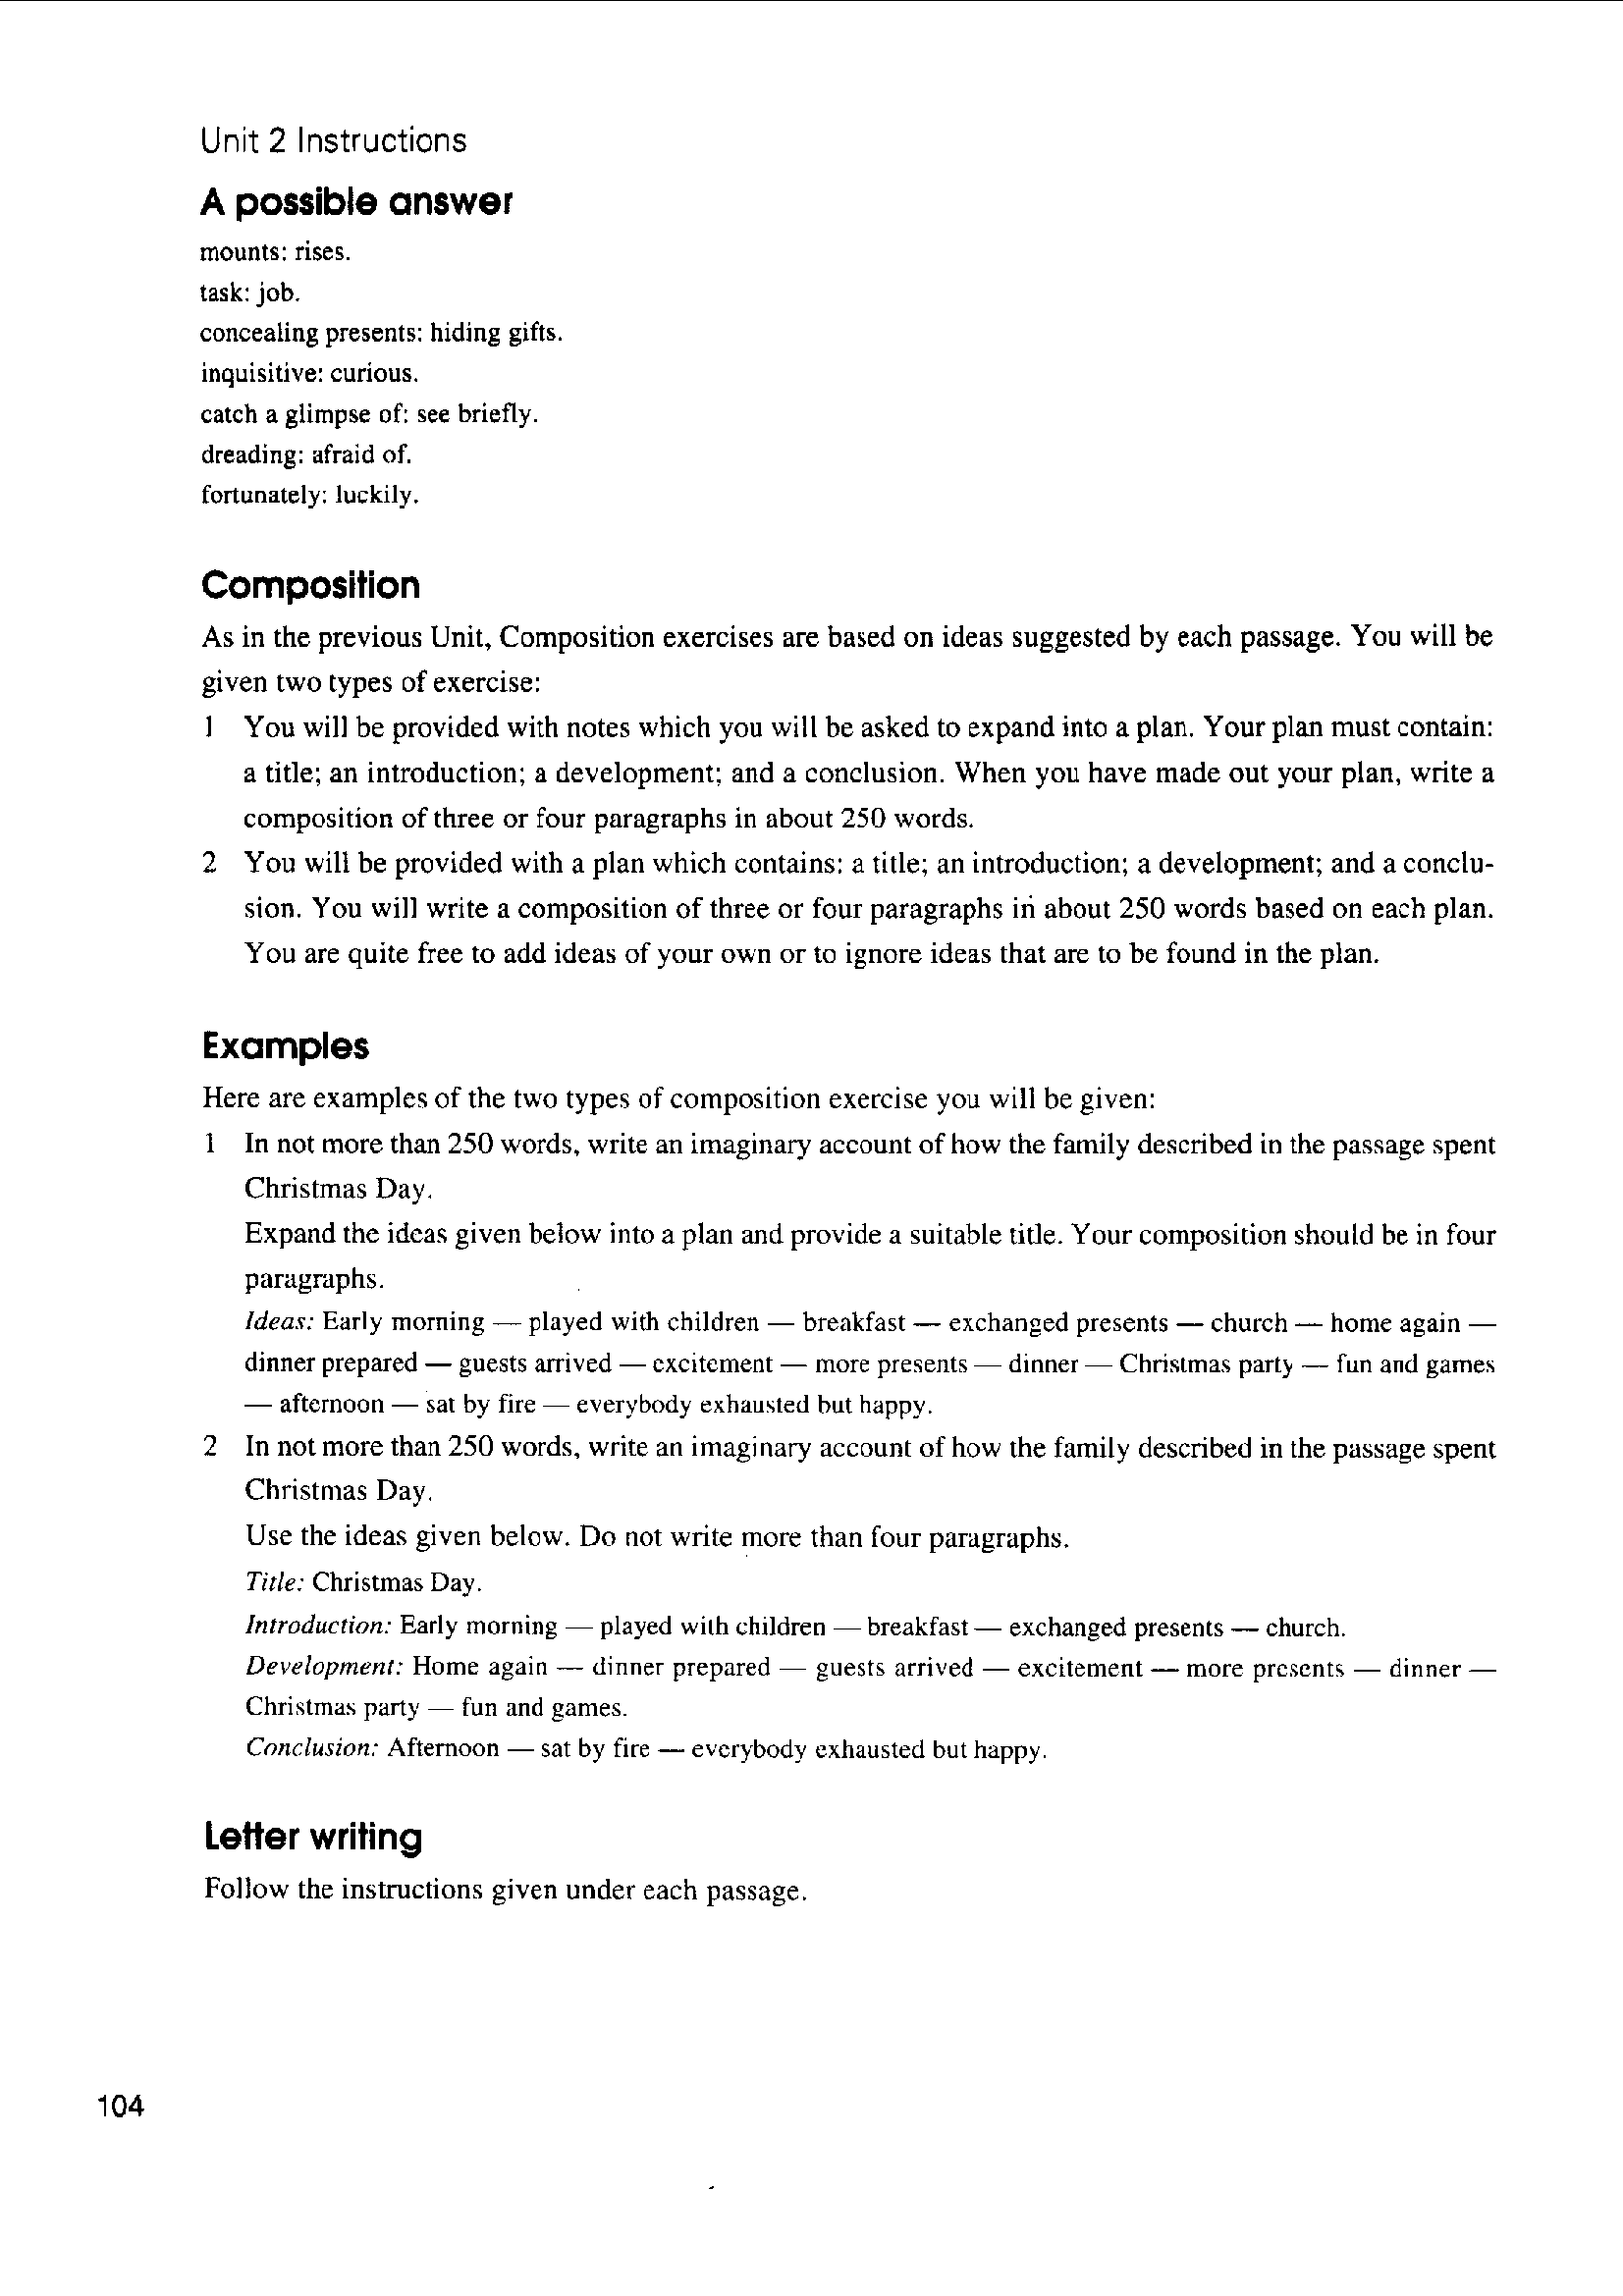 Unit 2 Instructions
A possible answer
mounts: rises.
task: job.
concealing presents: hiding gifts.
inquisitive: curious.
catch a glimpse of: see briefly.
dreading: afraid of.
fortunately: luckily.
Composition
As in the previous Unit, Composition exercises are based on ideas suggested by each passage. You will be
given two types of exercise:
1 You will be provided with notes which you will be asked to expand into a plan. Your plan must contain:
a title; an introduction; a development; and a conclusion. When you have made out your plan, write a
composition of three or four paragraphs in about 250 words.
2 You will be provided with a plan which contains: a title; an introduction; a development; and a conclu-
sion. You will write a composition of three or four paragraphs in about 250 words based on each plan.
You are quite free to add ideas of your own or to ignore ideas that are to be found in the plan.
Examples
Here are examples of the two types of composition exercise you will be given:
1 In not more than 250 words, write an imaginary account of how the family described in the passage spent
Christmas Day.
Expand the ideas given below into a plan and provide a suitable title. Your composition should be in four
paragraphs.
Ideas: Early morning — played with children — breakfast — exchanged presents — church — home again —
dinner prepared — guests arrived — excitement — more presents — dinner — Christmas party — fun and games
— afternoon — sat by fire — everybody exhausted but happy.
2 In not more than 250 words, write an imaginary account of how the family described in the passage spent
Christmas Day.
Use the ideas given below. Do not write more than four paragraphs.
Title: Christmas Day.
Introduction: Early morning — played with children — breakfast — exchanged presents — church.
Development: Home again — dinner prepared — guests arrived — excitement — more presents — dinner —
Christmas party — fun and games.
Conclusion: Afternoon — sat by fire — everybody exhausted but happy.
Letter writing
Follow the instructions given under each passage.
104